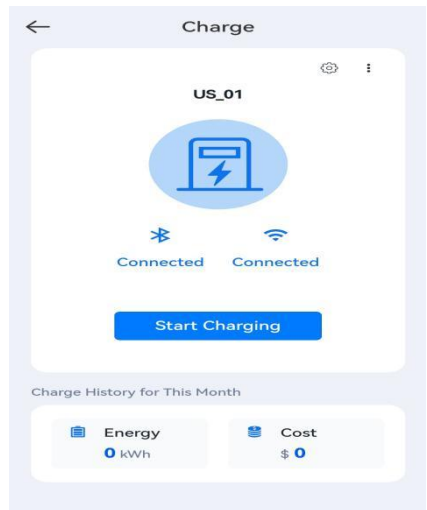 Charge
US_01
Connected Connected
Start Charging
Charge History for This Month
Energy Cost
0 kWh $ 0